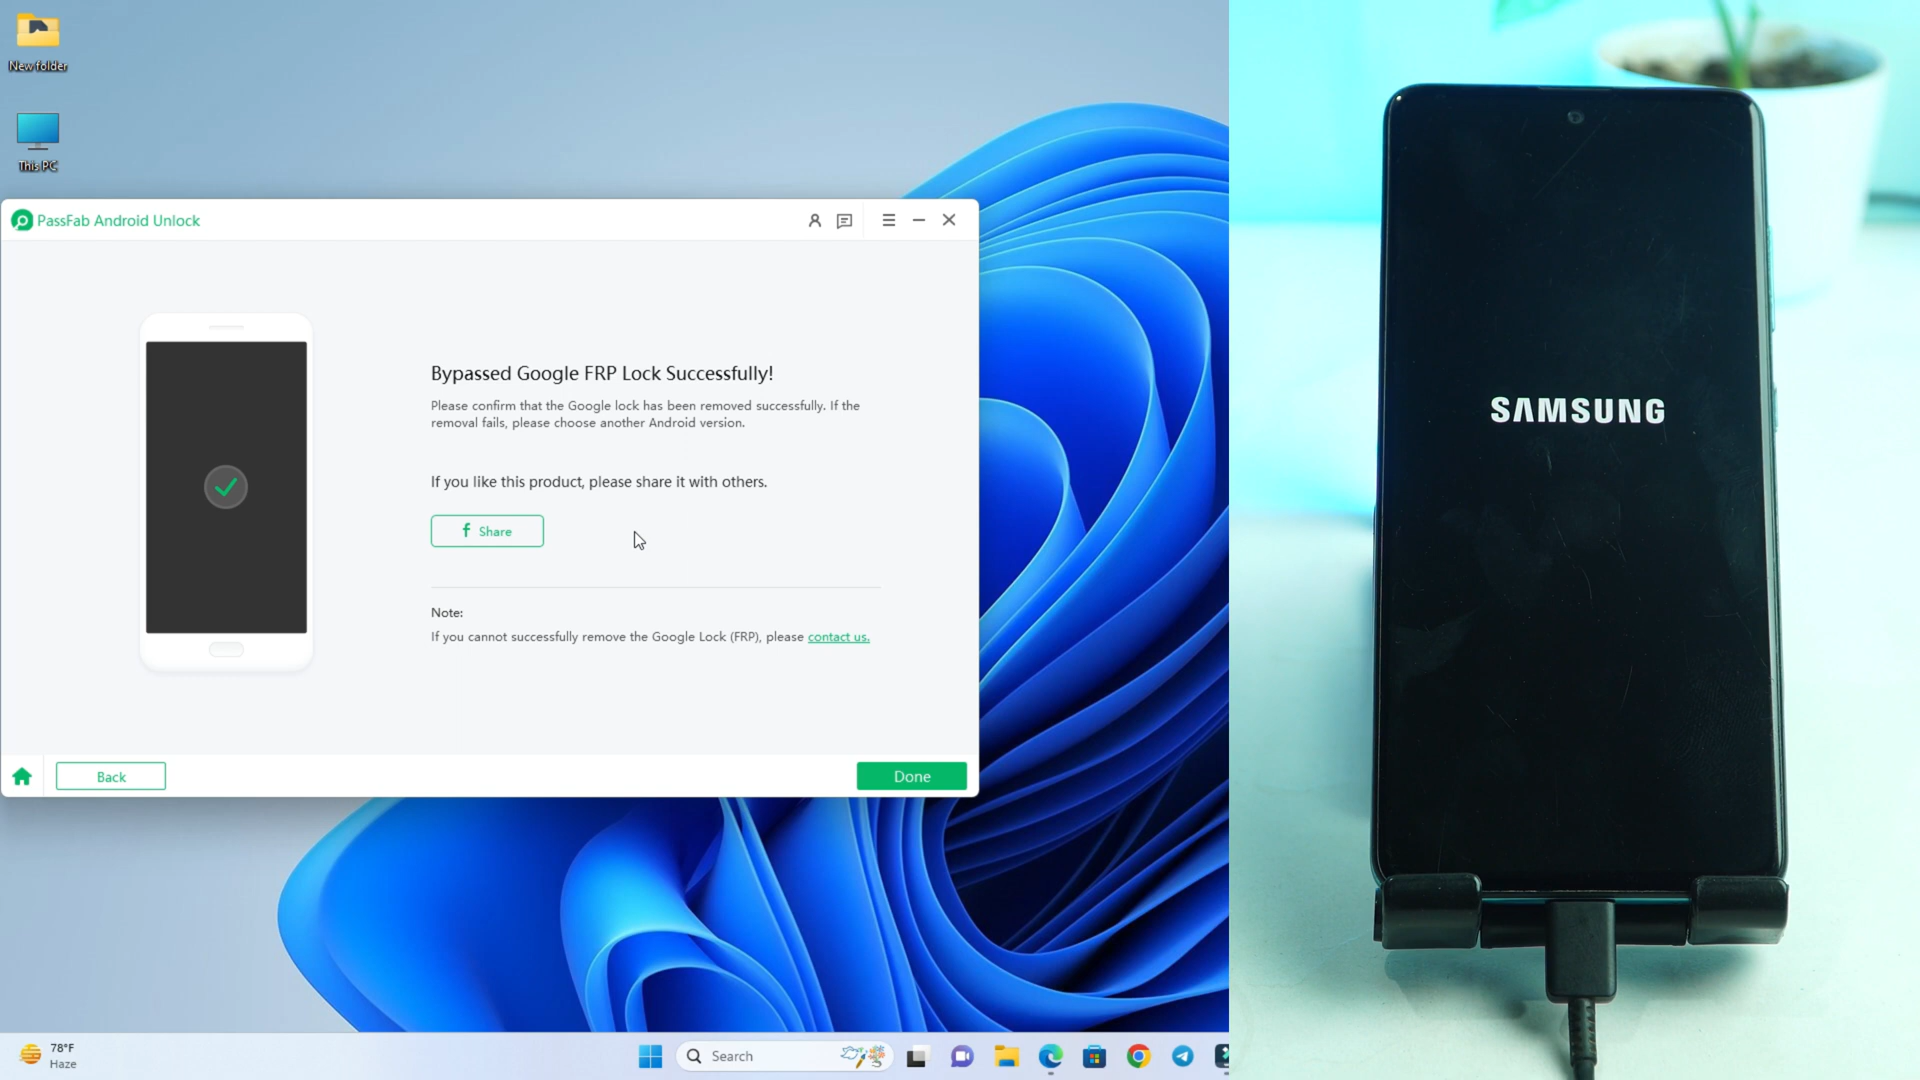 New folder
This PC
PassFab Android Unlock
Bypassed Google FRP Lock Successfully!
Please confirm that the Google lock has been removed successfully. If the
removal fails, please choose another Android version.
If you like this product, please share it with others.
f Share
Note:
If you cannot successfully remove the Google Lock (FRP), please contact us.
Back
Done
78°F
Haze
Search
SAMSUNG